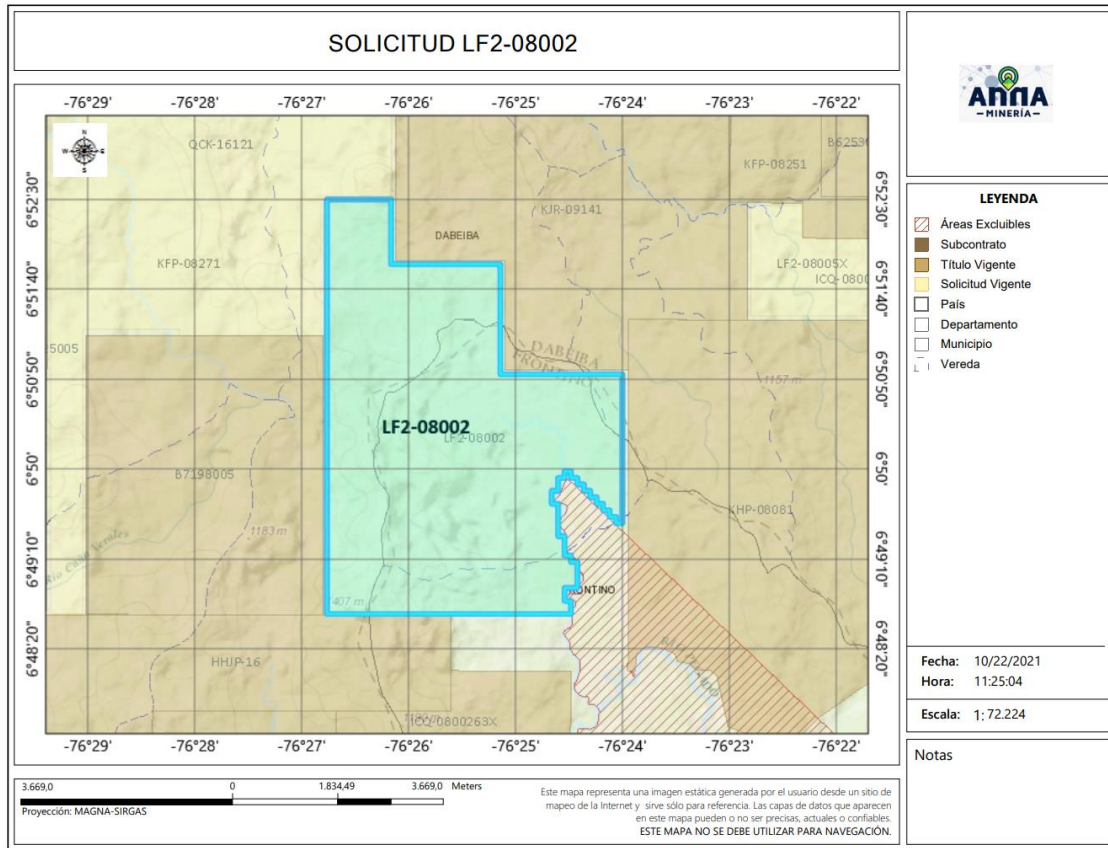 SOLICITUD LF2-08002
ANNA
–MINERÍA–
-76°29' -76°28' -76°27' -76°26' -76°25' -76°24' -76°23' -76°22'
N
W E
S
6°52'30" 6°52'30"
6°51'40" 6°51'40"
6°50'50" 6°50'50"
6°50' 6°50'
6°49'10" 6°49'10"
6°48'20" 6°48'20"
QCK-16121
KFP-08251
KJR-09141
DABEIBA
KFP-08271
LF2-08005X
ICQ-0800
DABEIBA
FRONTINO
5005
1157 m
LF2-08002
LF2-08002
B7198005
KHP-08081
1183 m
Río Caña Verales
ONTINO
1407 m
HHJP-16
ICQ-0800263X
-76°29' -76°28' -76°27' -76°26' -76°25' -76°24' -76°23' -76°22'
LEYENDA
Áreas Excluibles
Subcontrato
Título Vigente
Solicitud Vigente
País
Departamento
Municipio
Vereda
Fecha: 10/22/2021
Hora: 11:25:04
Escala: 1: 72.224
Notas
3.669,0 0 1.834,49 3.669,0 Meters
Proyección: MAGNA-SIRGAS
Este mapa representa una imagen estática generada por el usuario desde un sitio de
mapeo de la Internet y sirve sólo para referencia. Las capas de datos que aparecen
en este mapa pueden o no ser precisas, actuales o confiables.
ESTE MAPA NO SE DEBE UTILIZAR PARA NAVEGACIÓN.